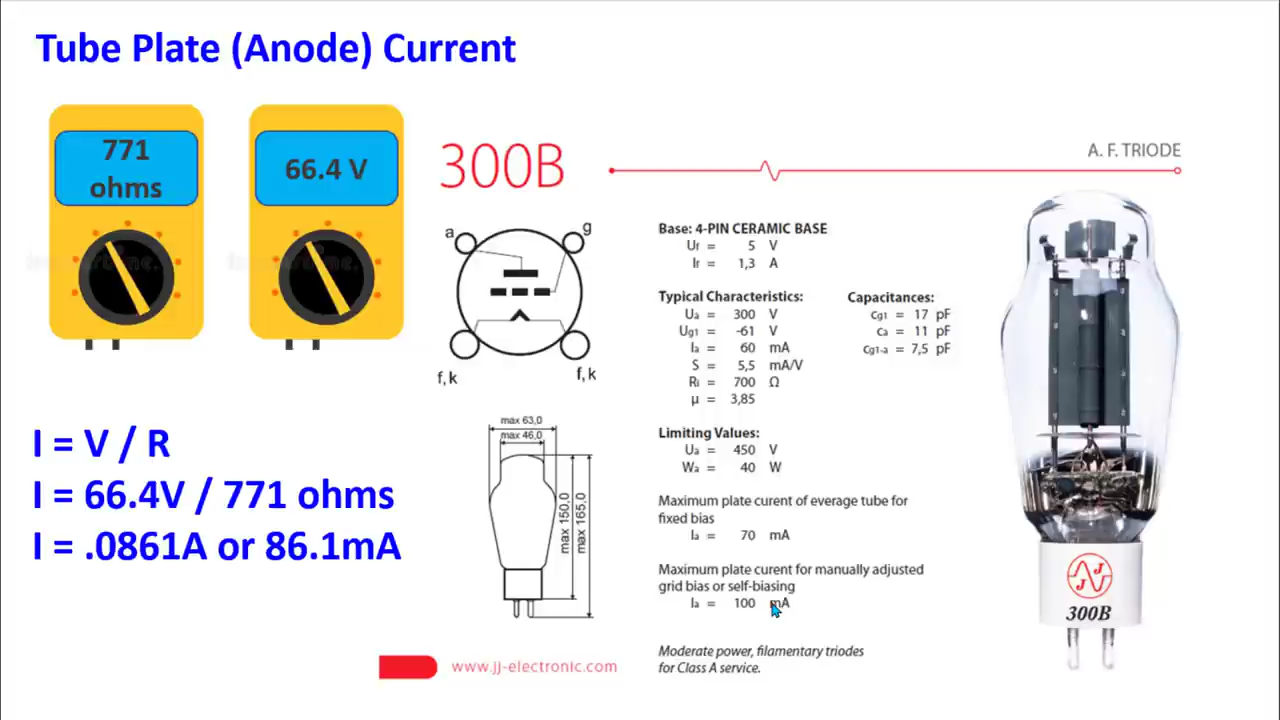 Tube Plate (Anode) Current
771
ohms
66.4 V
I = V / R
I = 66.4V / 771 ohms
I = .0861A or 86.1mA
300B
A. F. TRIODE
a
g
f, k
f, k
max 63,0
max 46,0
max 150,0
max 165,0
Base: 4-PIN CERAMIC BASE
Uf = 5 V
If = 1,3 A
Typical Characteristics:
Ua = 300 V
Ug1 = -61 V
Ia = 60 mA
S = 5,5 mA/V
Ri = 700 Ω
μ = 3,85
Capacitances:
cg1 = 17 pF
ca = 11 pF
cg1-a = 7,5 pF
Limiting Values:
Ua = 450 V
Wa = 40 W
Maximum plate curent of everage tube for
fixed bias
Ia = 70 mA
Maximum plate curent for manually adjusted
grid bias or self-biasing
Ia = 100 mA
Moderate power, filamentary triodes
for Class A service.
www.jj-electronic.com
JJ
300B